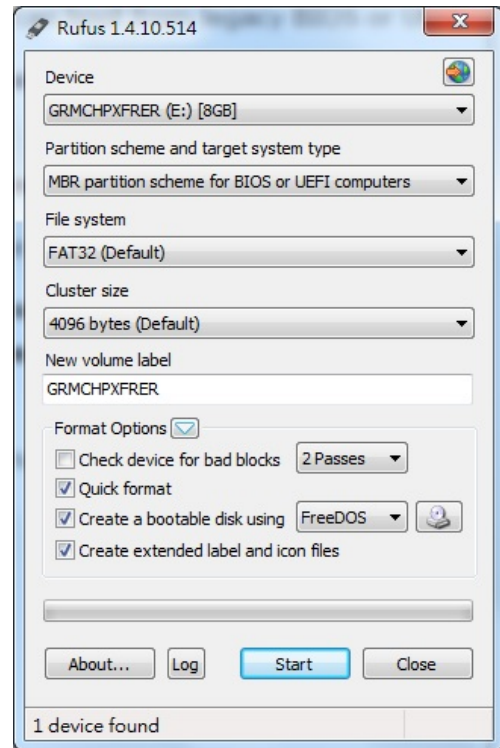 Rufus 1.4.10.514
Device
GRMCHPXFRER (E:) [8GB]
Partition scheme and target system type
MBR partition scheme for BIOS or UEFI computers
File system
FAT32 (Default)
Cluster size
4096 bytes (Default)
New volume label
GRMCHPXFRER
Format Options
Check device for bad blocks 2 Passes
Quick format
Create a bootable disk using FreeDOS
Create extended label and icon files
About... Log Start Close
1 device found